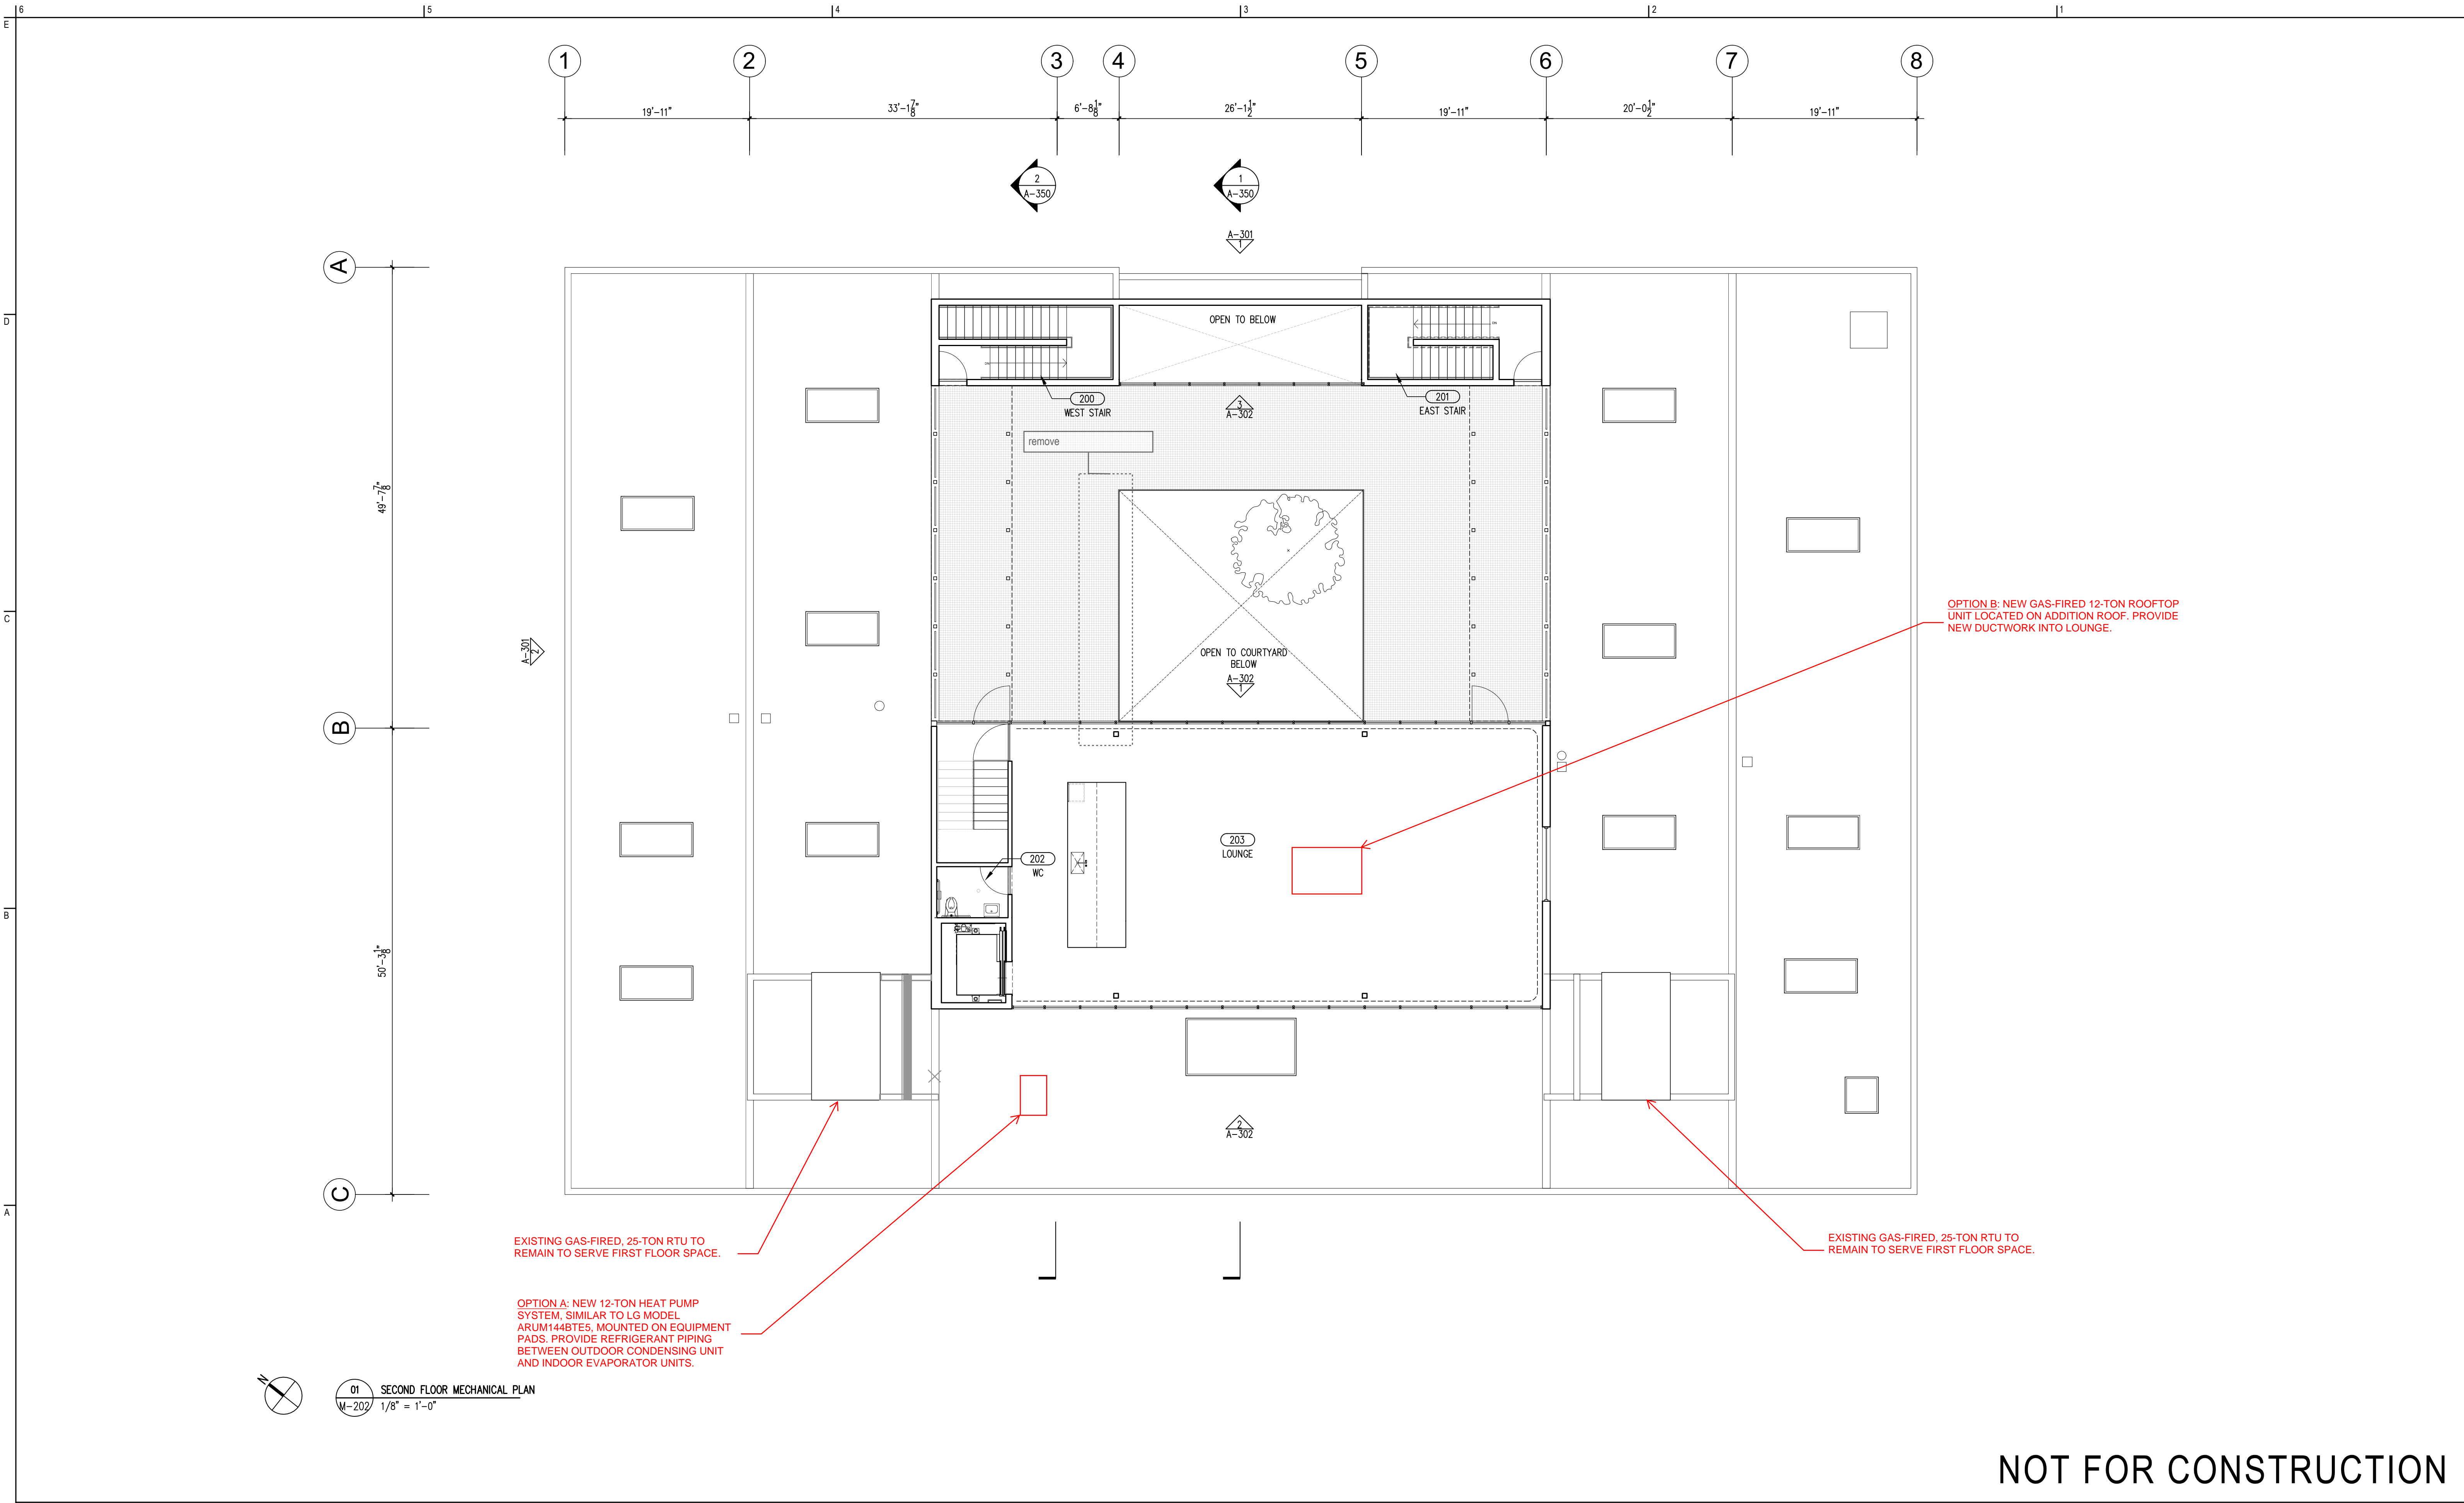 6
5
4
3
2
1
E
D
C
B
A
1
2
3
4
5
6
7
8
19'-11"
33'-1 7/8"
6'-8 1/8"
26'-1 1/2"
19'-11"
20'-0 1/2"
19'-11"
2
A-350
1
A-350
A-301
1
A
B
C
49'-7 7/8"
50'-3 1/8"
OPEN TO BELOW
200
WEST STAIR
3
A-302
201
EAST STAIR
remove
A-301
2
OPEN TO COURTYARD
BELOW
A-302
1
OPTION B: NEW GAS-FIRED 12-TON ROOFTOP
UNIT LOCATED ON ADDITION ROOF. PROVIDE
NEW DUCTWORK INTO LOUNGE.
203
LOUNGE
202
WC
2
A-302
EXISTING GAS-FIRED, 25-TON RTU TO
REMAIN TO SERVE FIRST FLOOR SPACE.
EXISTING GAS-FIRED, 25-TON RTU TO
REMAIN TO SERVE FIRST FLOOR SPACE.
OPTION A: NEW 12-TON HEAT PUMP
SYSTEM, SIMILAR TO LG MODEL
ARUM144BTE5, MOUNTED ON EQUIPMENT
PADS. PROVIDE REFRIGERANT PIPING
BETWEEN OUTDOOR CONDENSING UNIT
AND INDOOR EVAPORATOR UNITS.
N
01
M-202
SECOND FLOOR MECHANICAL PLAN
1/8" = 1'-0"
NOT FOR CONSTRUCTION